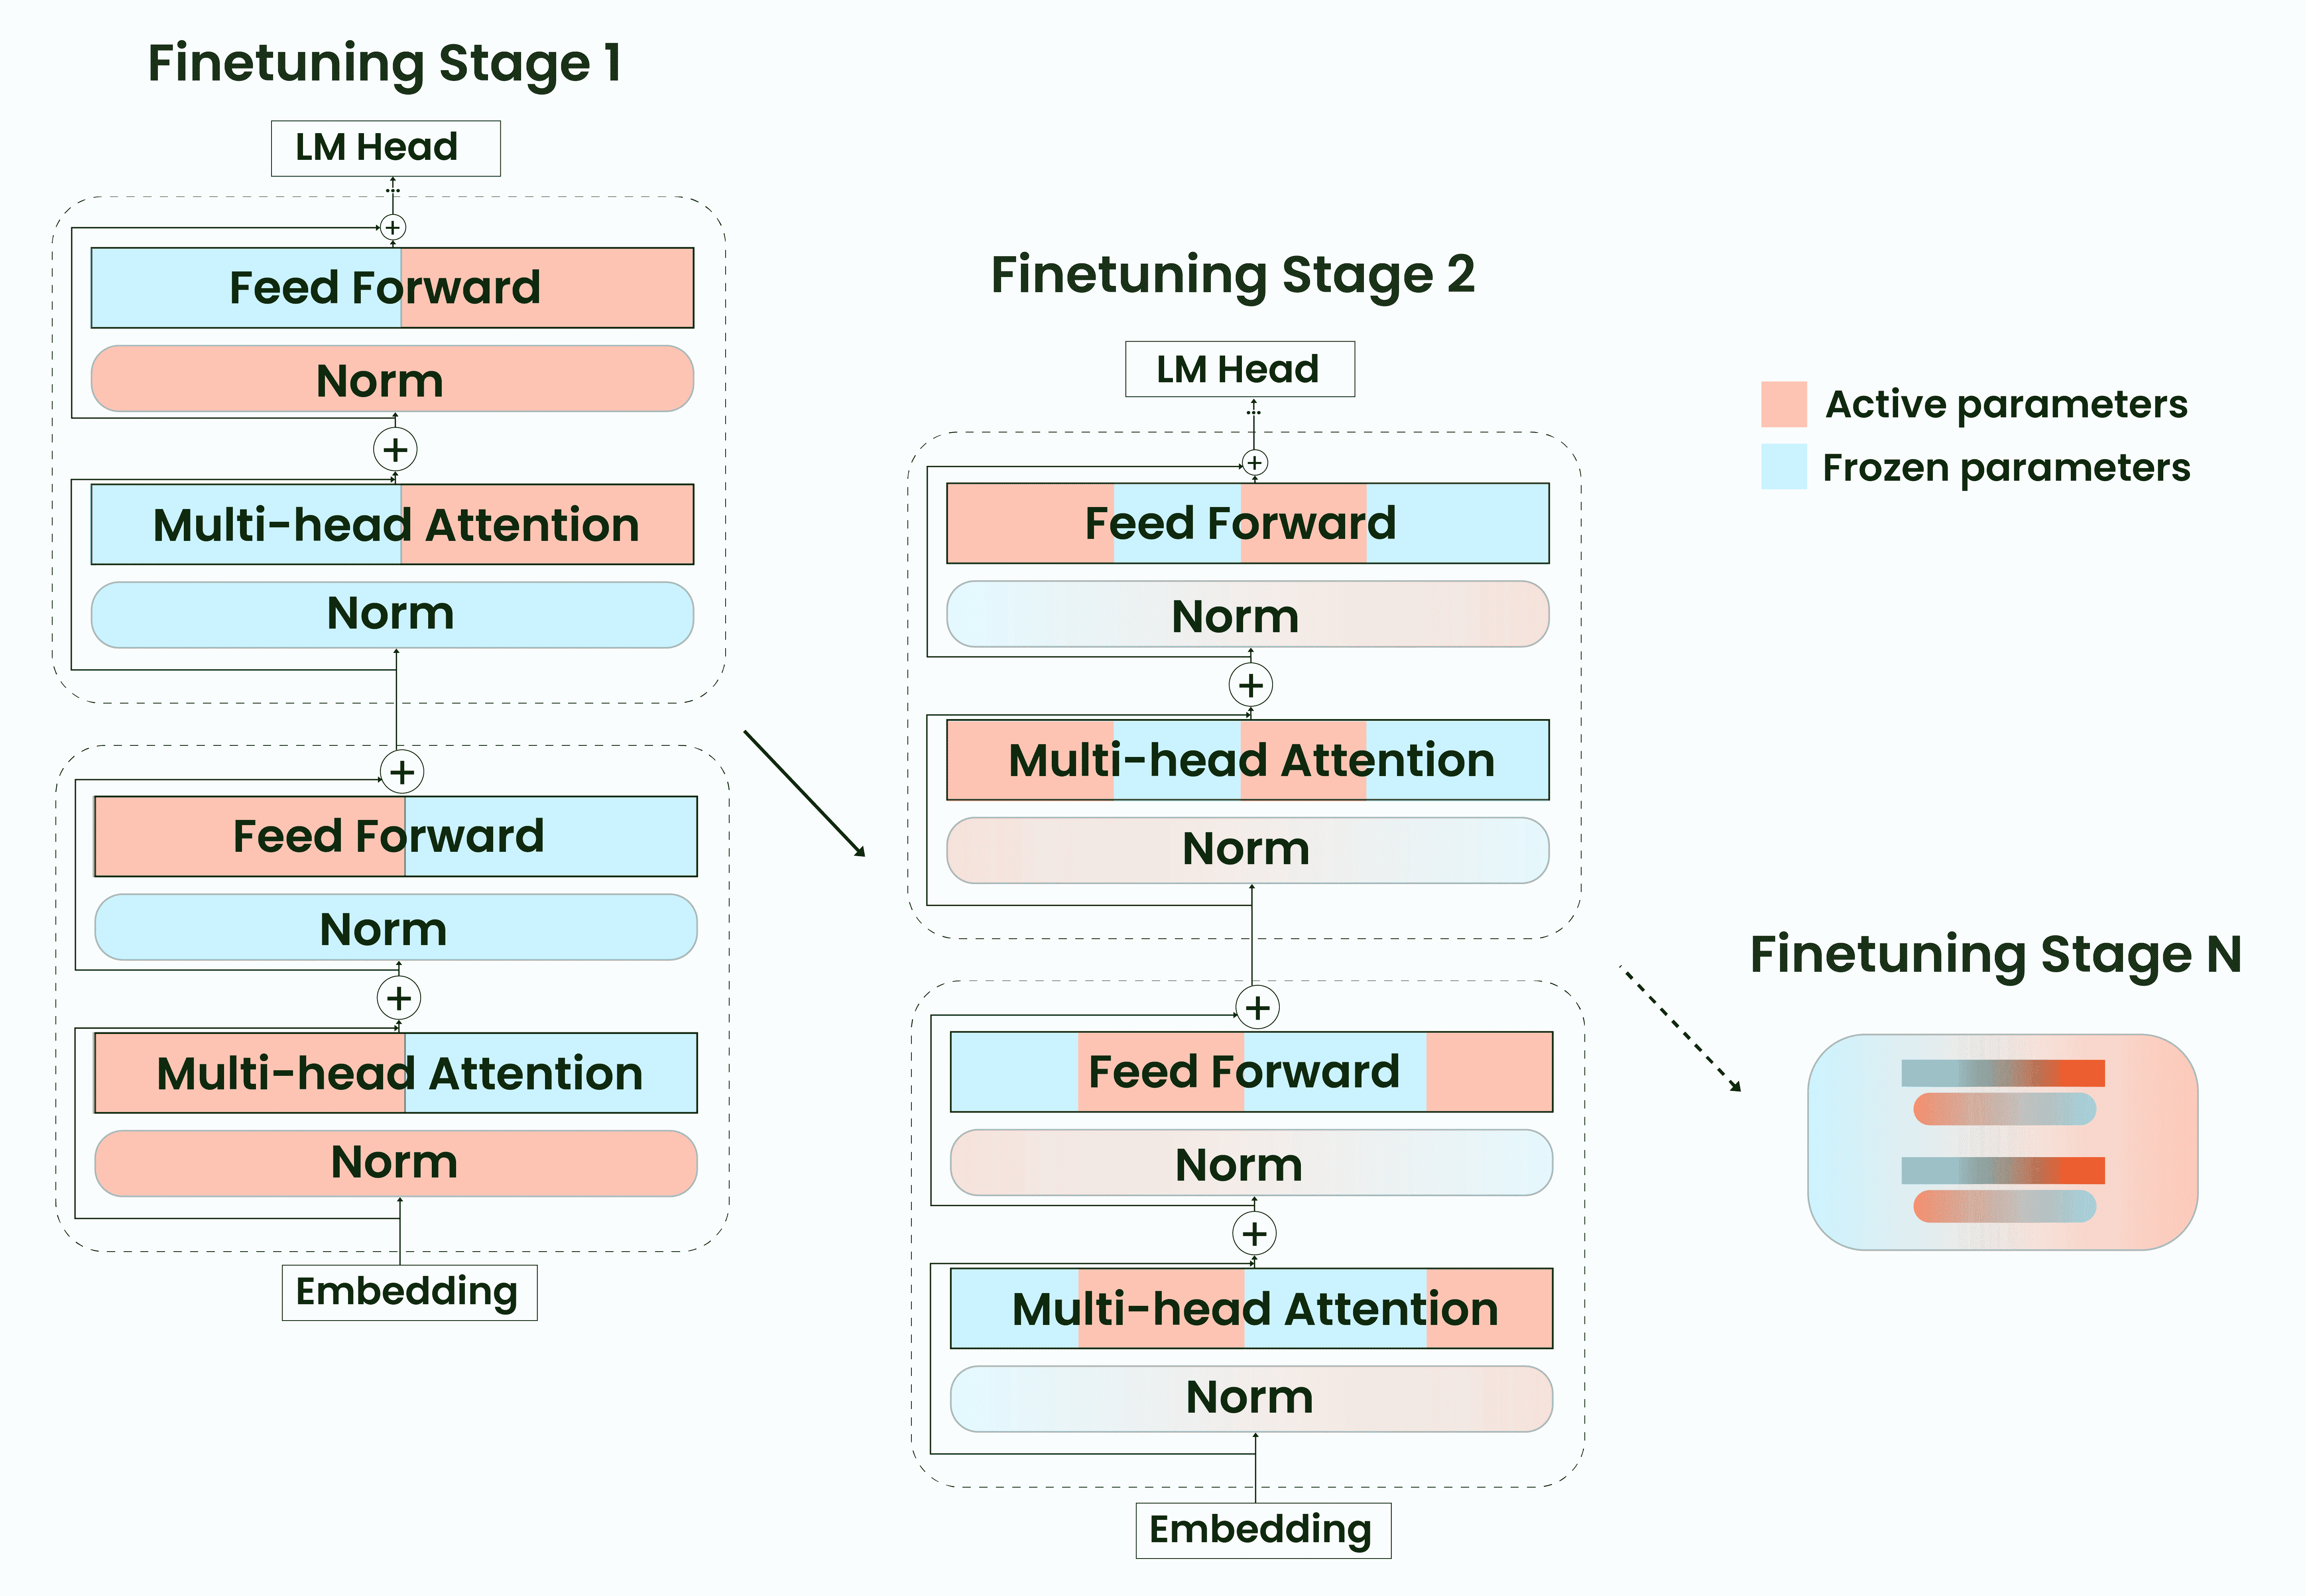 Finetuning Stage 1
LM Head
Feed Forward
Norm
Multi-head Attention
Norm
Feed Forward
Norm
Multi-head Attention
Norm
Embedding
Finetuning Stage 2
LM Head
Feed Forward
Norm
Multi-head Attention
Norm
Feed Forward
Norm
Multi-head Attention
Norm
Embedding
Active parameters
Frozen parameters
Finetuning Stage N